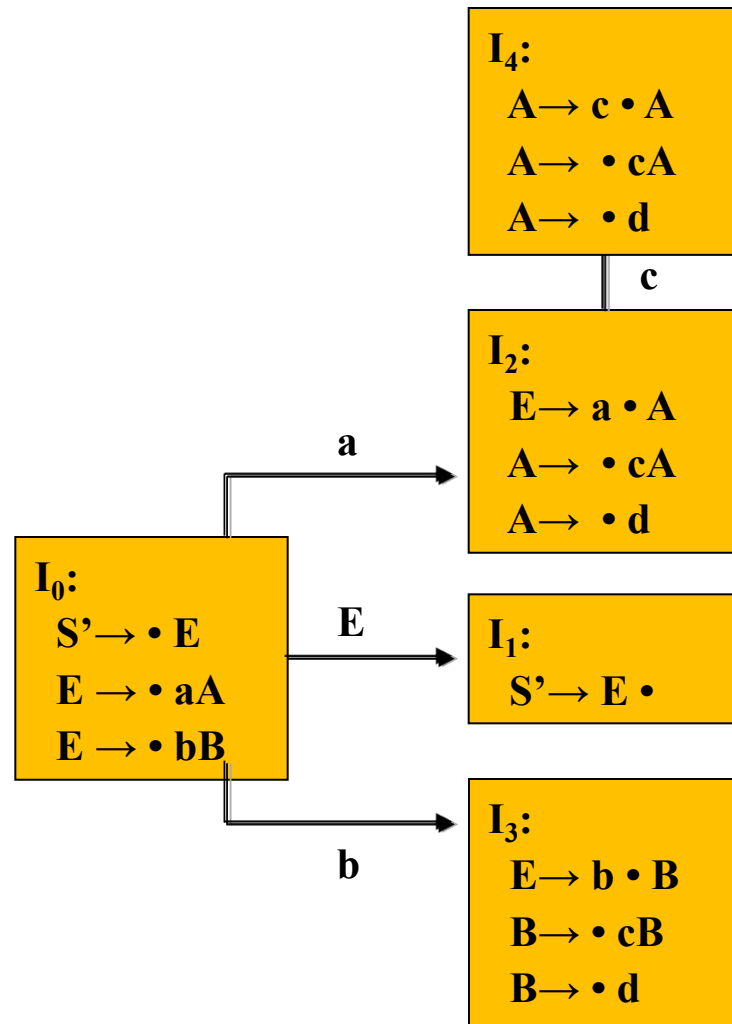 I₄:
A→ c • A
A→ • cA
A→ • d
c
I₂:
E→ a • A
A→ • cA
A→ • d
a
I₀:
S’→ • E
E → • aA
E → • bB
E
I₁:
S’→ E •
b
I₃:
E→ b • B
B→ • cB
B→ • d